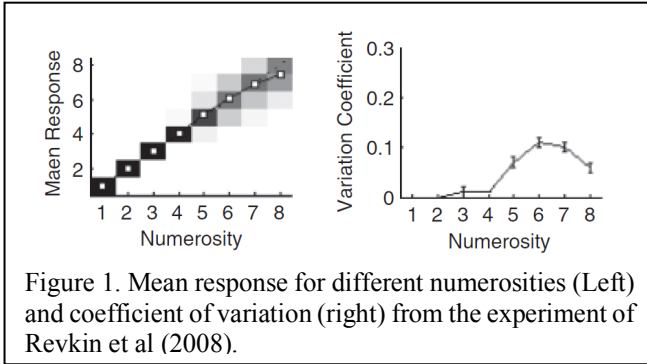 8
6
4
2
Maen Response
1 2 3 4 5 6 7 8
Numerosity
0.3
0.2
0.1
0
Variation Coefficient
1 2 3 4 5 6 7 8
Numerosity
Figure 1. Mean response for different numerosities (Left)
and coefficient of variation (right) from the experiment of
Revkin et al (2008).